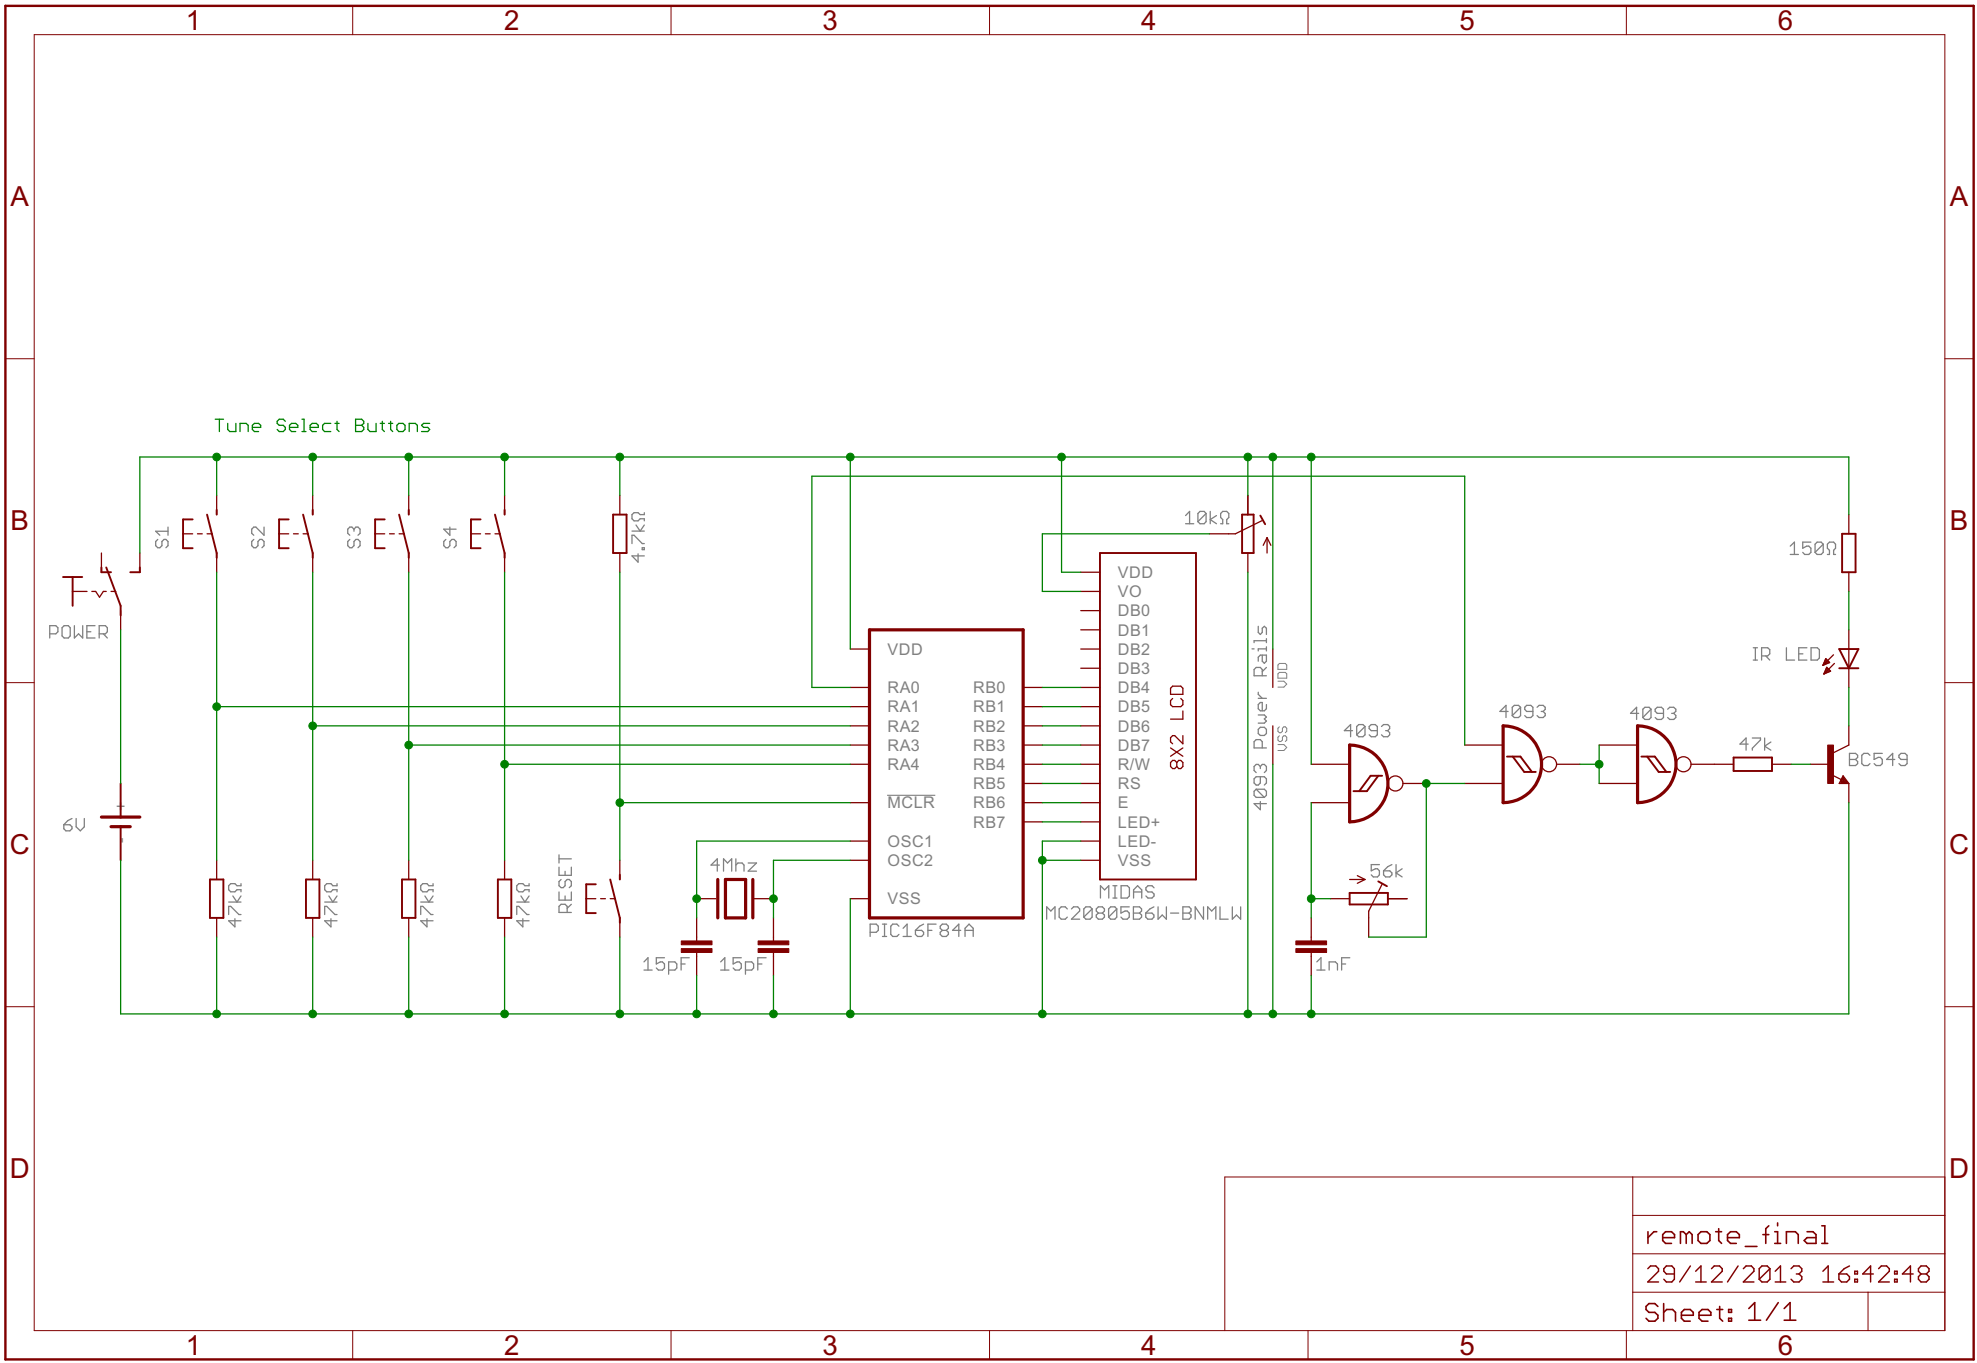 1 2 3 4 5 6
A A
Tune Select Buttons
B B
S1
S2
S3
S4
4.7kΩ
10kΩ
150Ω
POWER
IR LED
VDD
VO
DB0
DB1
DB2
DB3
DB4
DB5
DB6
DB7
R/W
RS
E
LED+
LED-
VSS
8X2 LCD
MIDAS
MC20805B6W-BNMLW
VDD
RA0
RA1
RA2
RA3
RA4
MCLR
OSC1
OSC2
VSS
RB0
RB1
RB2
RB3
RB4
RB5
RB6
RB7
PIC16F84A
4093 Power Rails
VDD
VSS
4093
4093
4093
47k
BC549
C C
6V
+
-
47kΩ
47kΩ
47kΩ
47kΩ
RESET
4Mhz
15pF
15pF
56k
1nF
D D
remote_final
29/12/2013 16:42:48
Sheet: 1/1
1 2 3 4 5 6